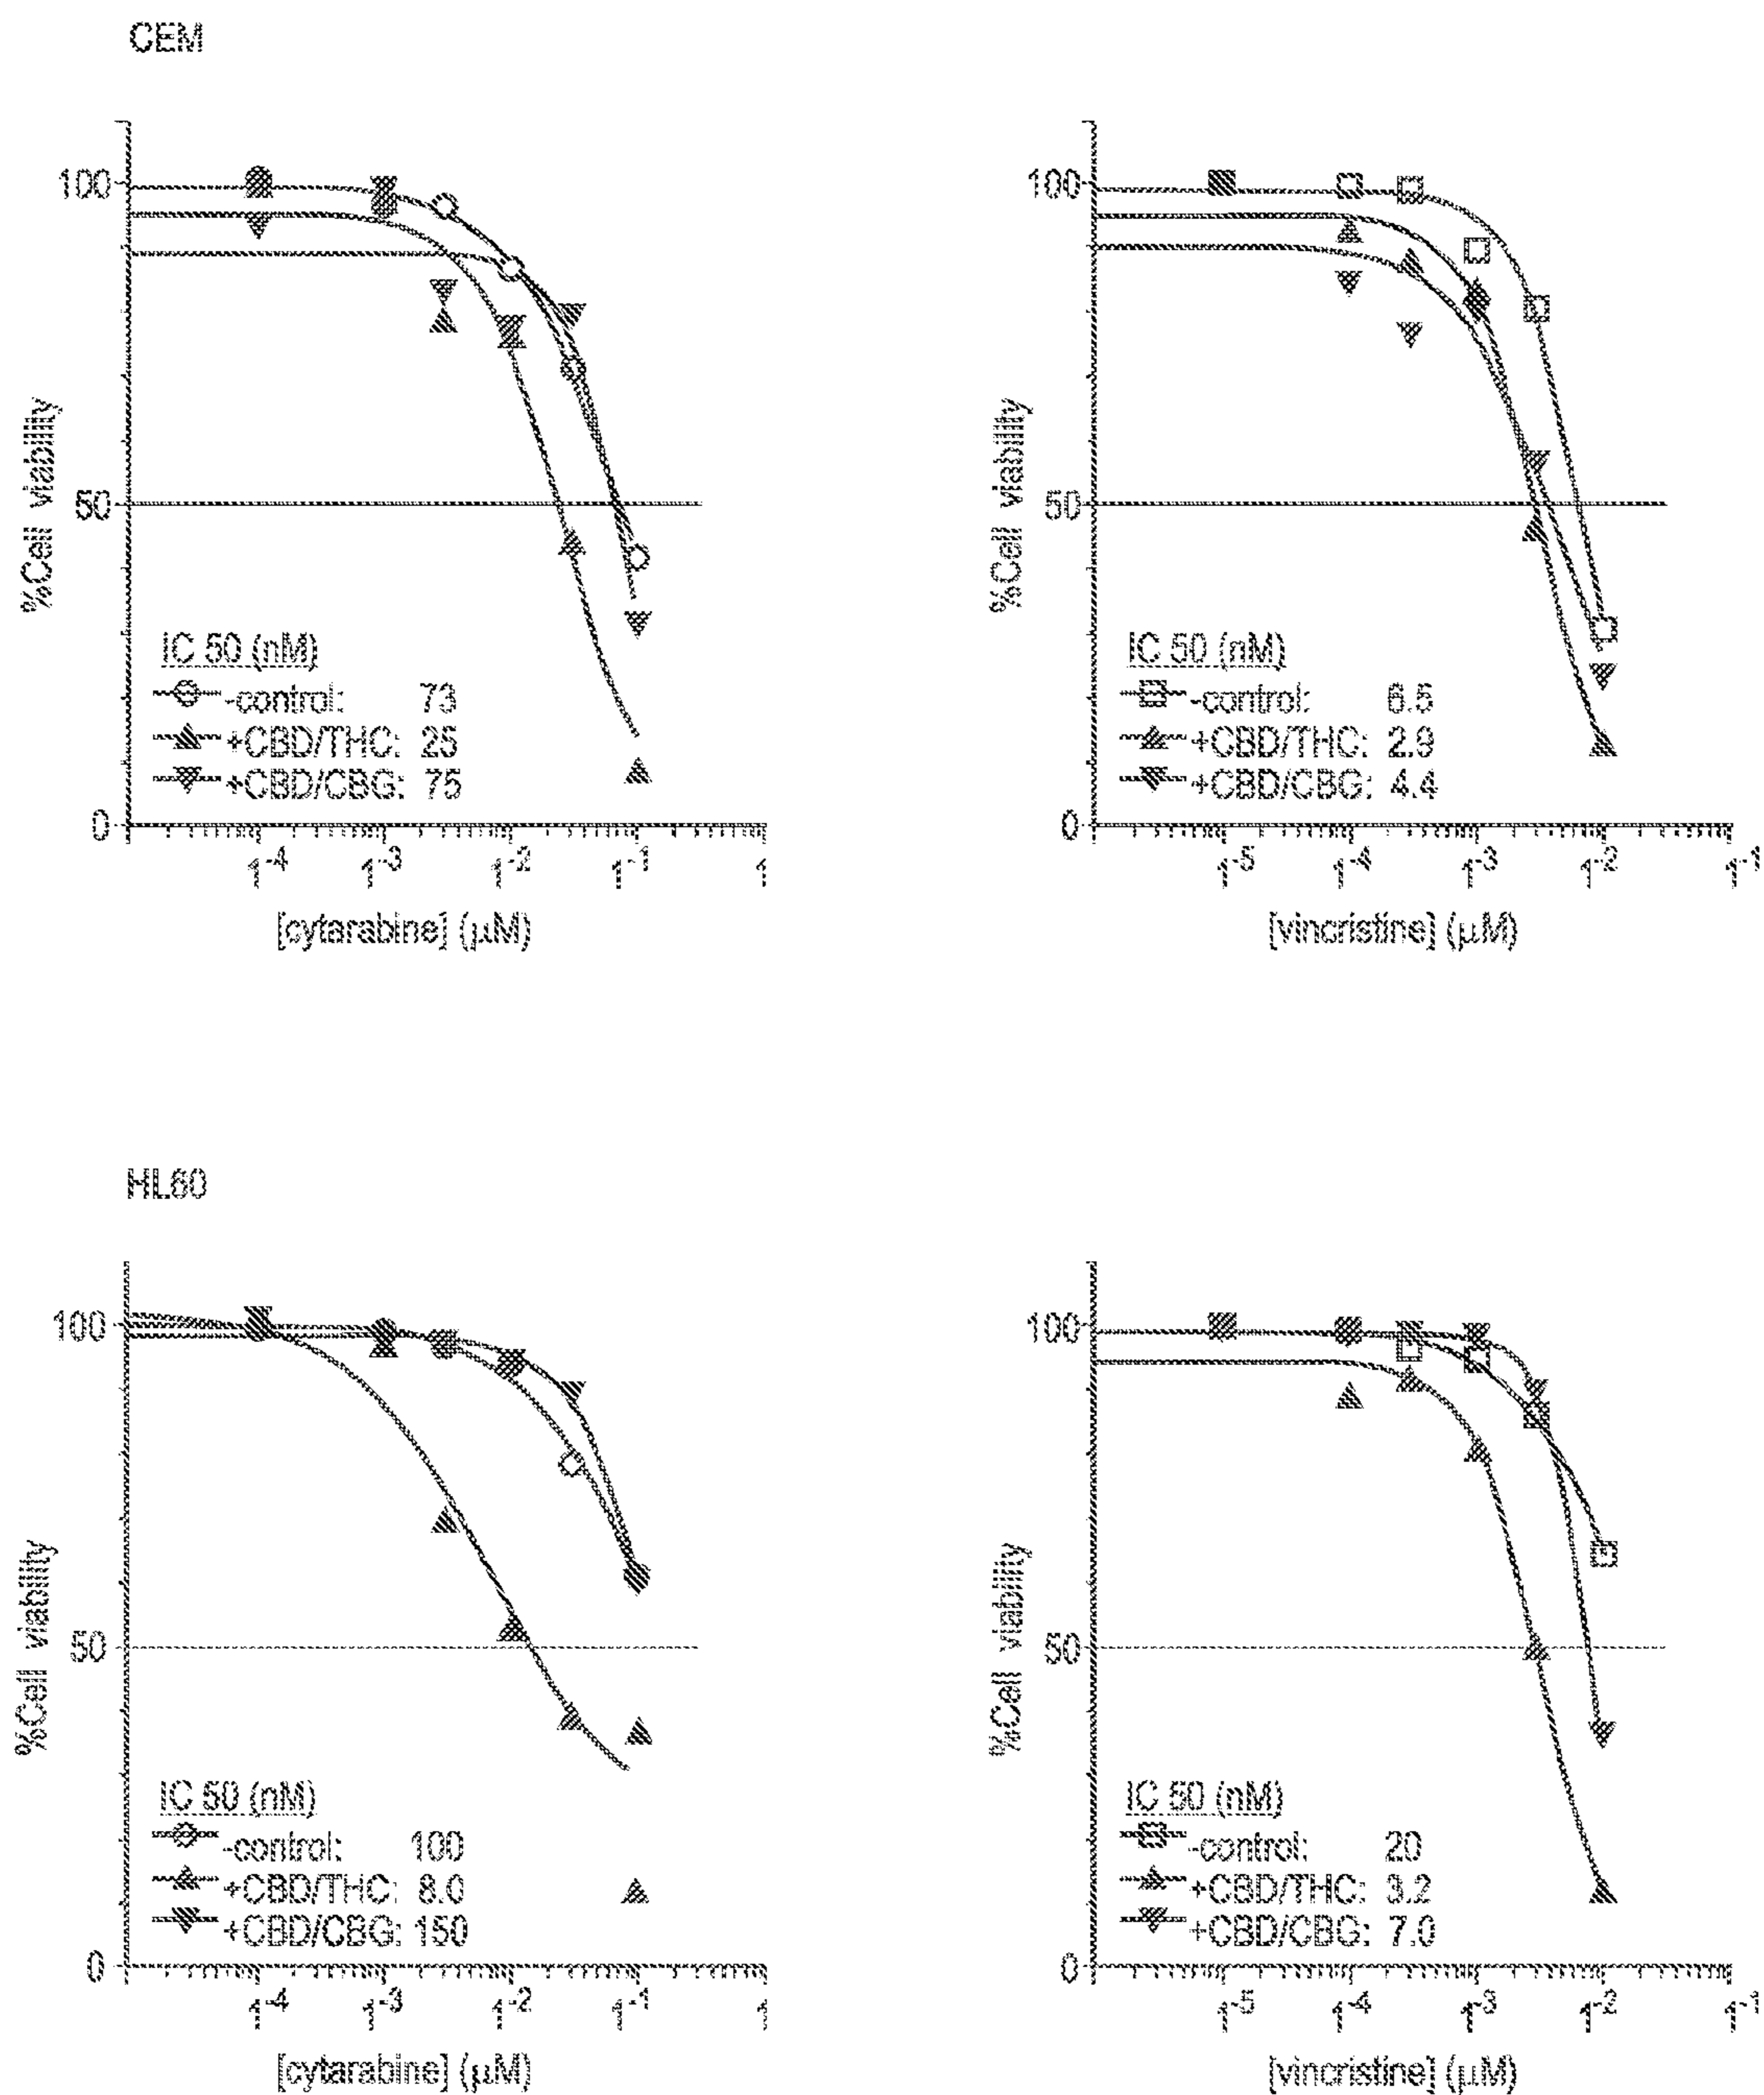 CEM
100
50
0
%Cell viability
IC 50 (nM)
-control: 73
+CBD/THC: 25
+CBD/CBG: 75
1-4 1-3 1-2 1-1 1
[cytarabine] (μM)
100
50
0
%Cell viability
IC 50 (nM)
-control: 6.5
+CBD/THC: 2.9
+CBD/CBG: 4.4
1-5 1-4 1-3 1-2 1-1
[vincristine] (μM)
HL60
100
50
0
%Cell viability
IC 50 (nM)
-control: 100
+CBD/THC: 8.0
+CBD/CBG: 150
1-4 1-3 1-2 1-1 1
[cytarabine] (μM)
100
50
0
%Cell viability
IC 50 (nM)
-control: 20
+CBD/THC: 3.2
+CBD/CBG: 7.0
1-5 1-4 1-3 1-2 1-1
[vincristine] (μM)